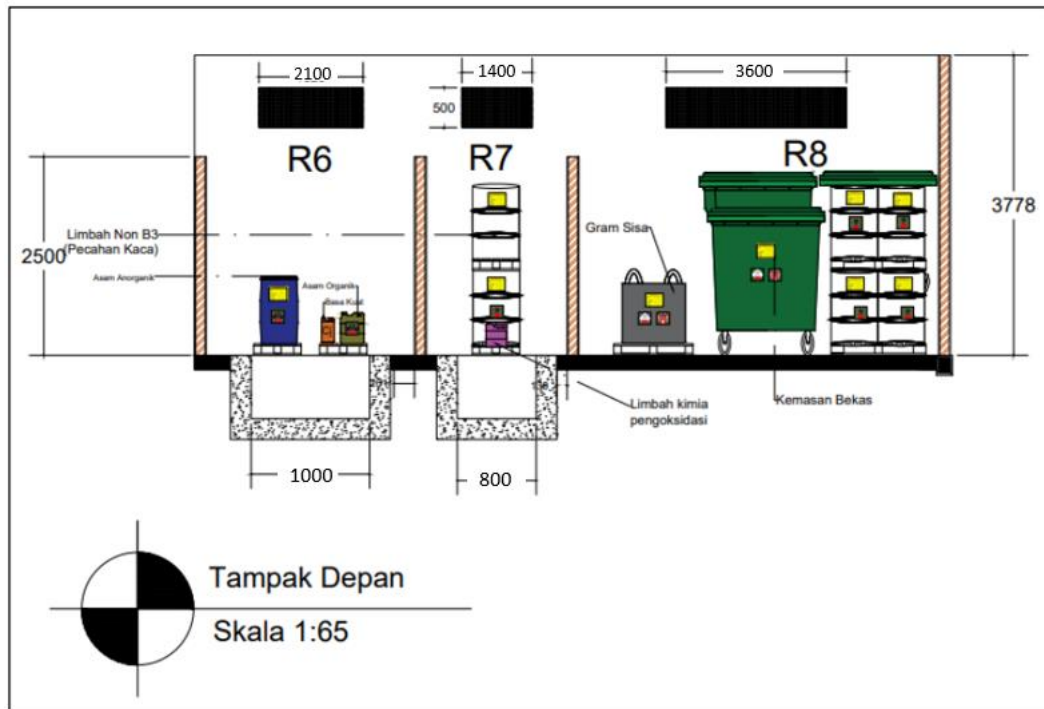 2100
1400
3600
500
R6
R7
R8
3778
2500
Limbah Non B3
(Pecahan Kaca)
Gram Sisa
Asam Anorganik
Asam Organik
Basa Kuat
Limbah kimia
pengoksidasi
Kemasan Bekas
1000
800
Tampak Depan
Skala 1:65